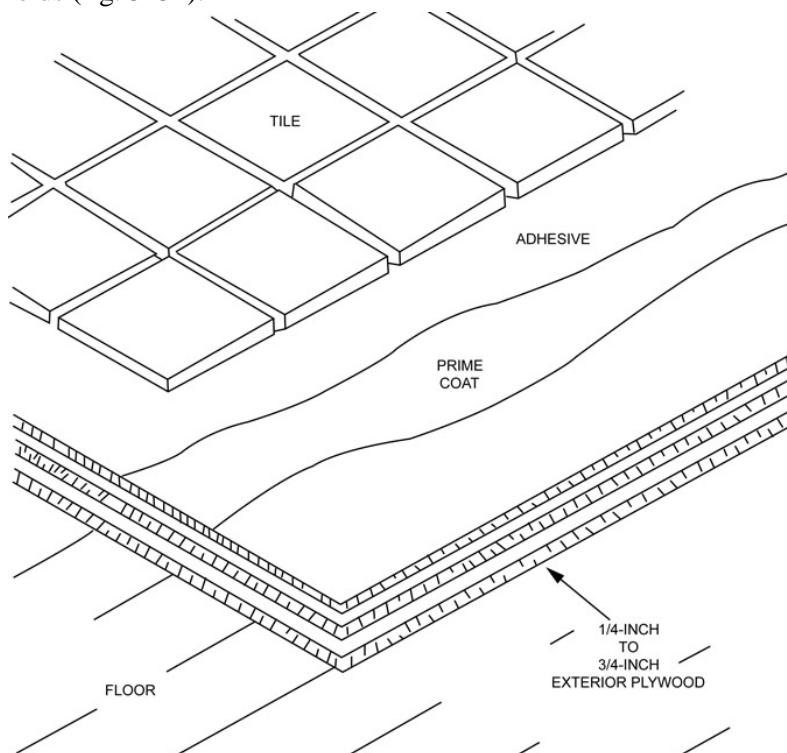 TILE
ADHESIVE
PRIME
COAT
1/4-INCH
TO
3/4-INCH
EXTERIOR PLYWOOD
FLOOR